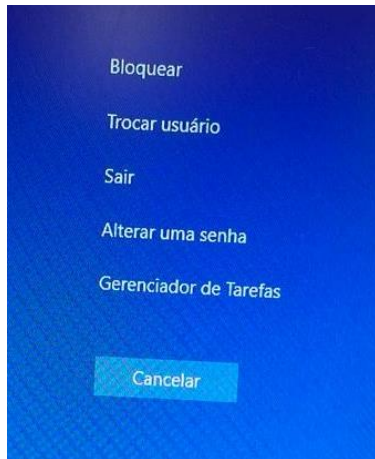 Bloquear
Trocar usuário
Sair
Alterar uma senha
Gerenciador de Tarefas
Cancelar